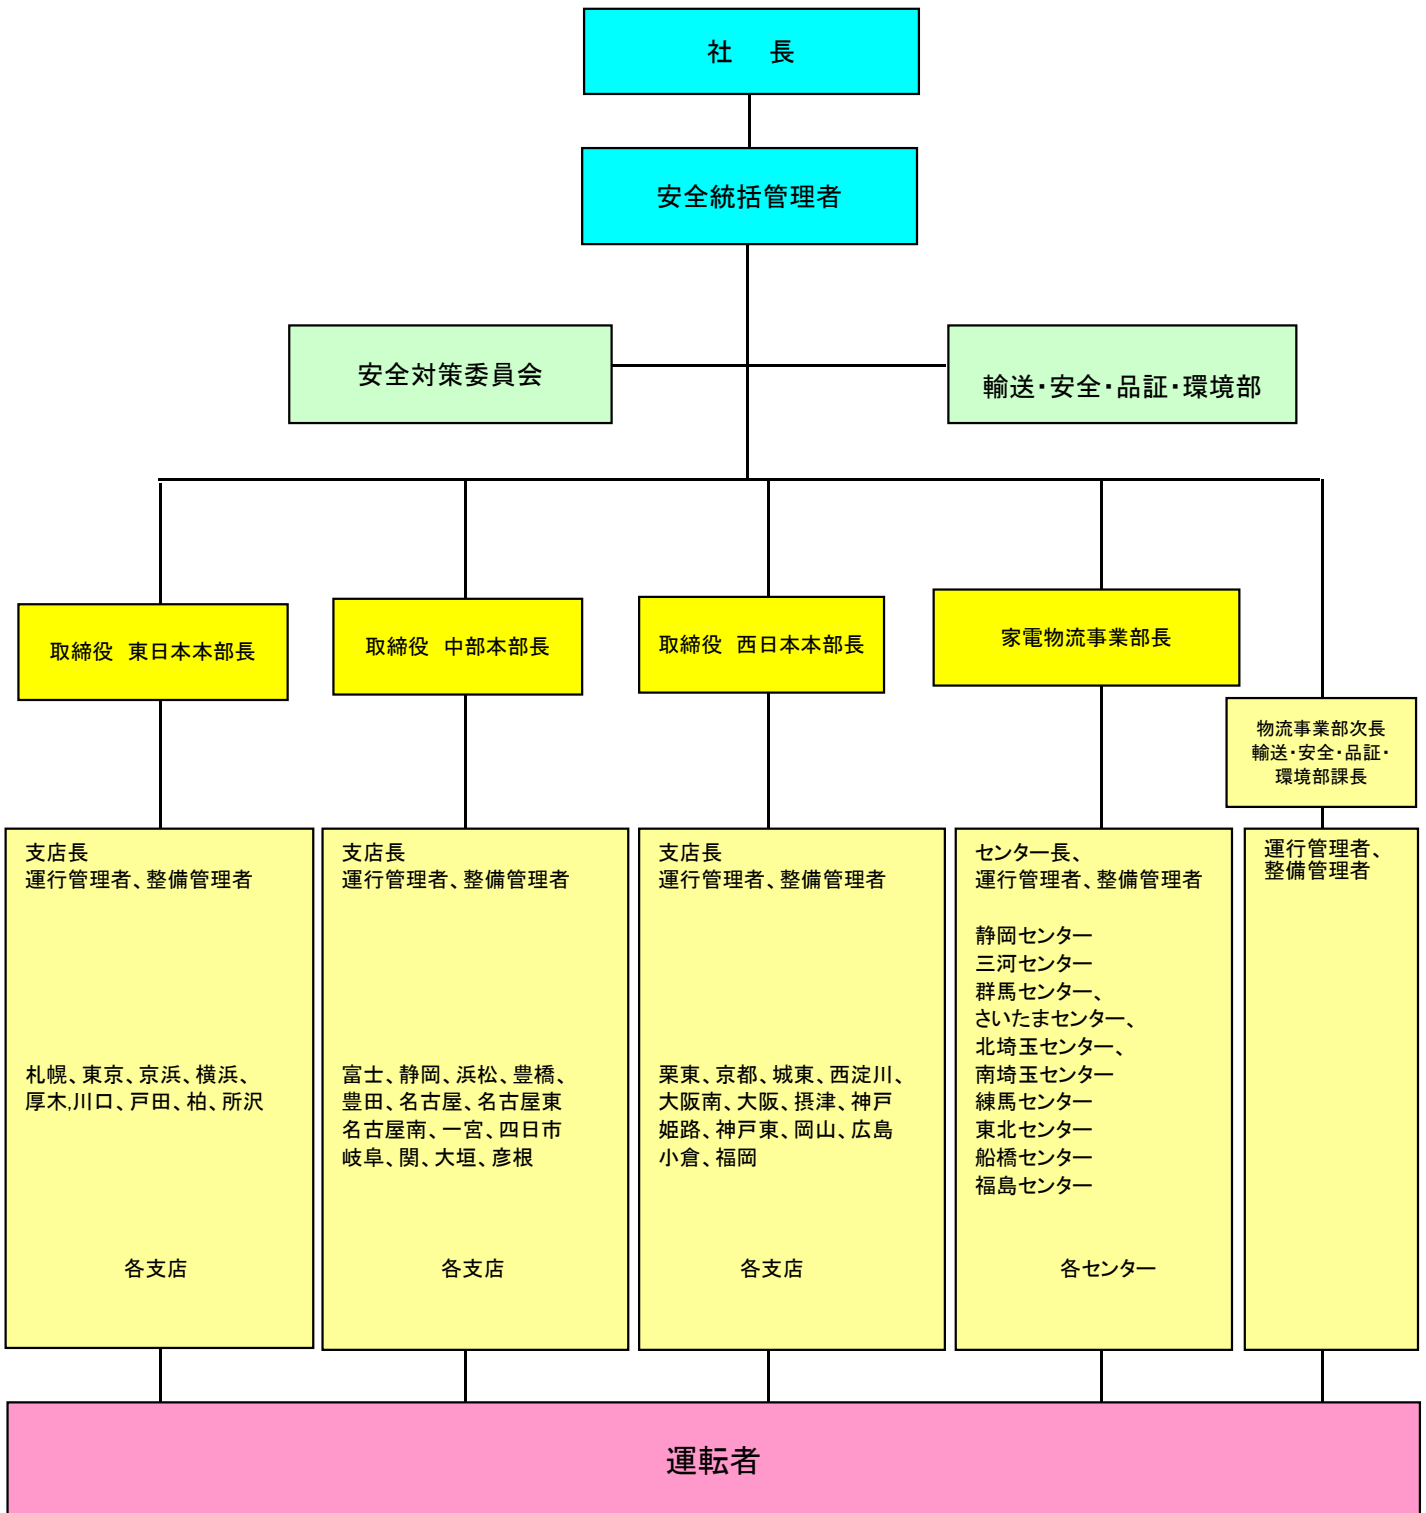 社 長
安全統括管理者
安全対策委員会
輸送・安全・品証・環境部
取締役 東日本本部長
取締役 中部本部長
取締役 西日本本部長
家電物流事業部長
物流事業部次長
輸送・安全・品証・
環境部課長
支店長
運行管理者、整備管理者
札幌、東京、京浜、横浜、
厚木,川口、戸田、柏、所沢
各支店
支店長
運行管理者、整備管理者
富士、静岡、浜松、豊橋、
豊田、名古屋、名古屋東
名古屋南、一宮、四日市
岐阜、関、大垣、彦根
各支店
支店長
運行管理者、整備管理者
栗東、京都、城東、西淀川、
大阪南、大阪、摂津、神戸
姫路、神戸東、岡山、広島
小倉、福岡
各支店
センター長、
運行管理者、整備管理者
静岡センター
三河センター
群馬センター、
さいたまセンター、
北埼玉センター、
南埼玉センター
練馬センター
東北センター
船橋センター
福島センター
各センター
運行管理者、
整備管理者
運転者